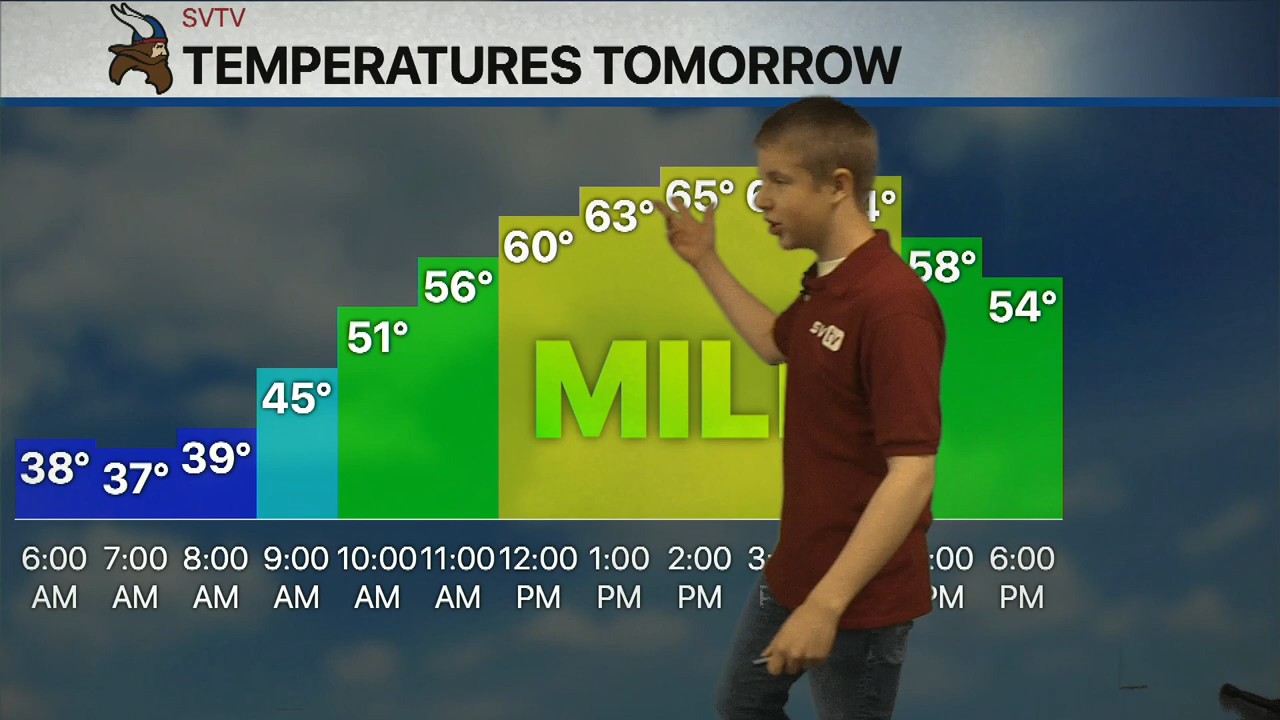 SVTV
TEMPERATURES TOMORROW
38° 37° 39° 45° 51° 56° 60° 63° 65° 58° 54°
6:00 7:00 8:00 9:00 10:00 11:00 12:00 1:00 2:00 6:00
AM AM AM AM AM AM PM PM PM PM PM
SVTV